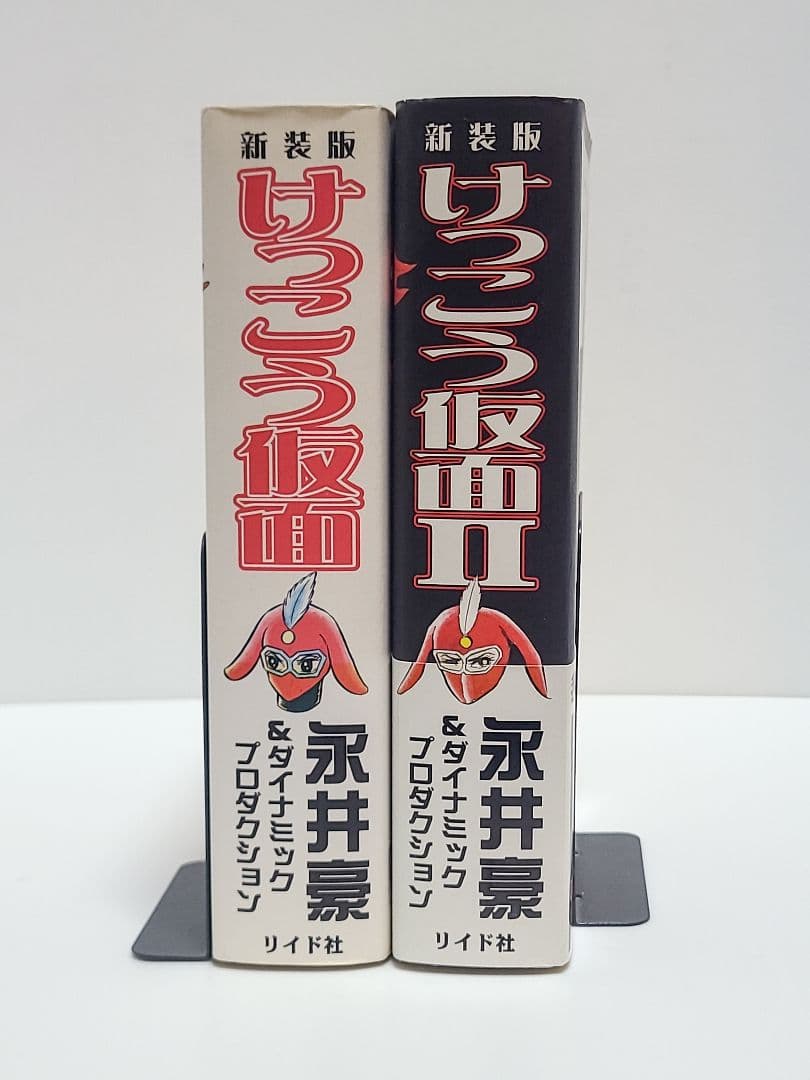 新装版
けっこう仮面
永井豪
&ダイナミック
プロダクション
リイド社
新装版
けっこう仮面II
永井豪
&ダイナミック
プロダクション
リイド社